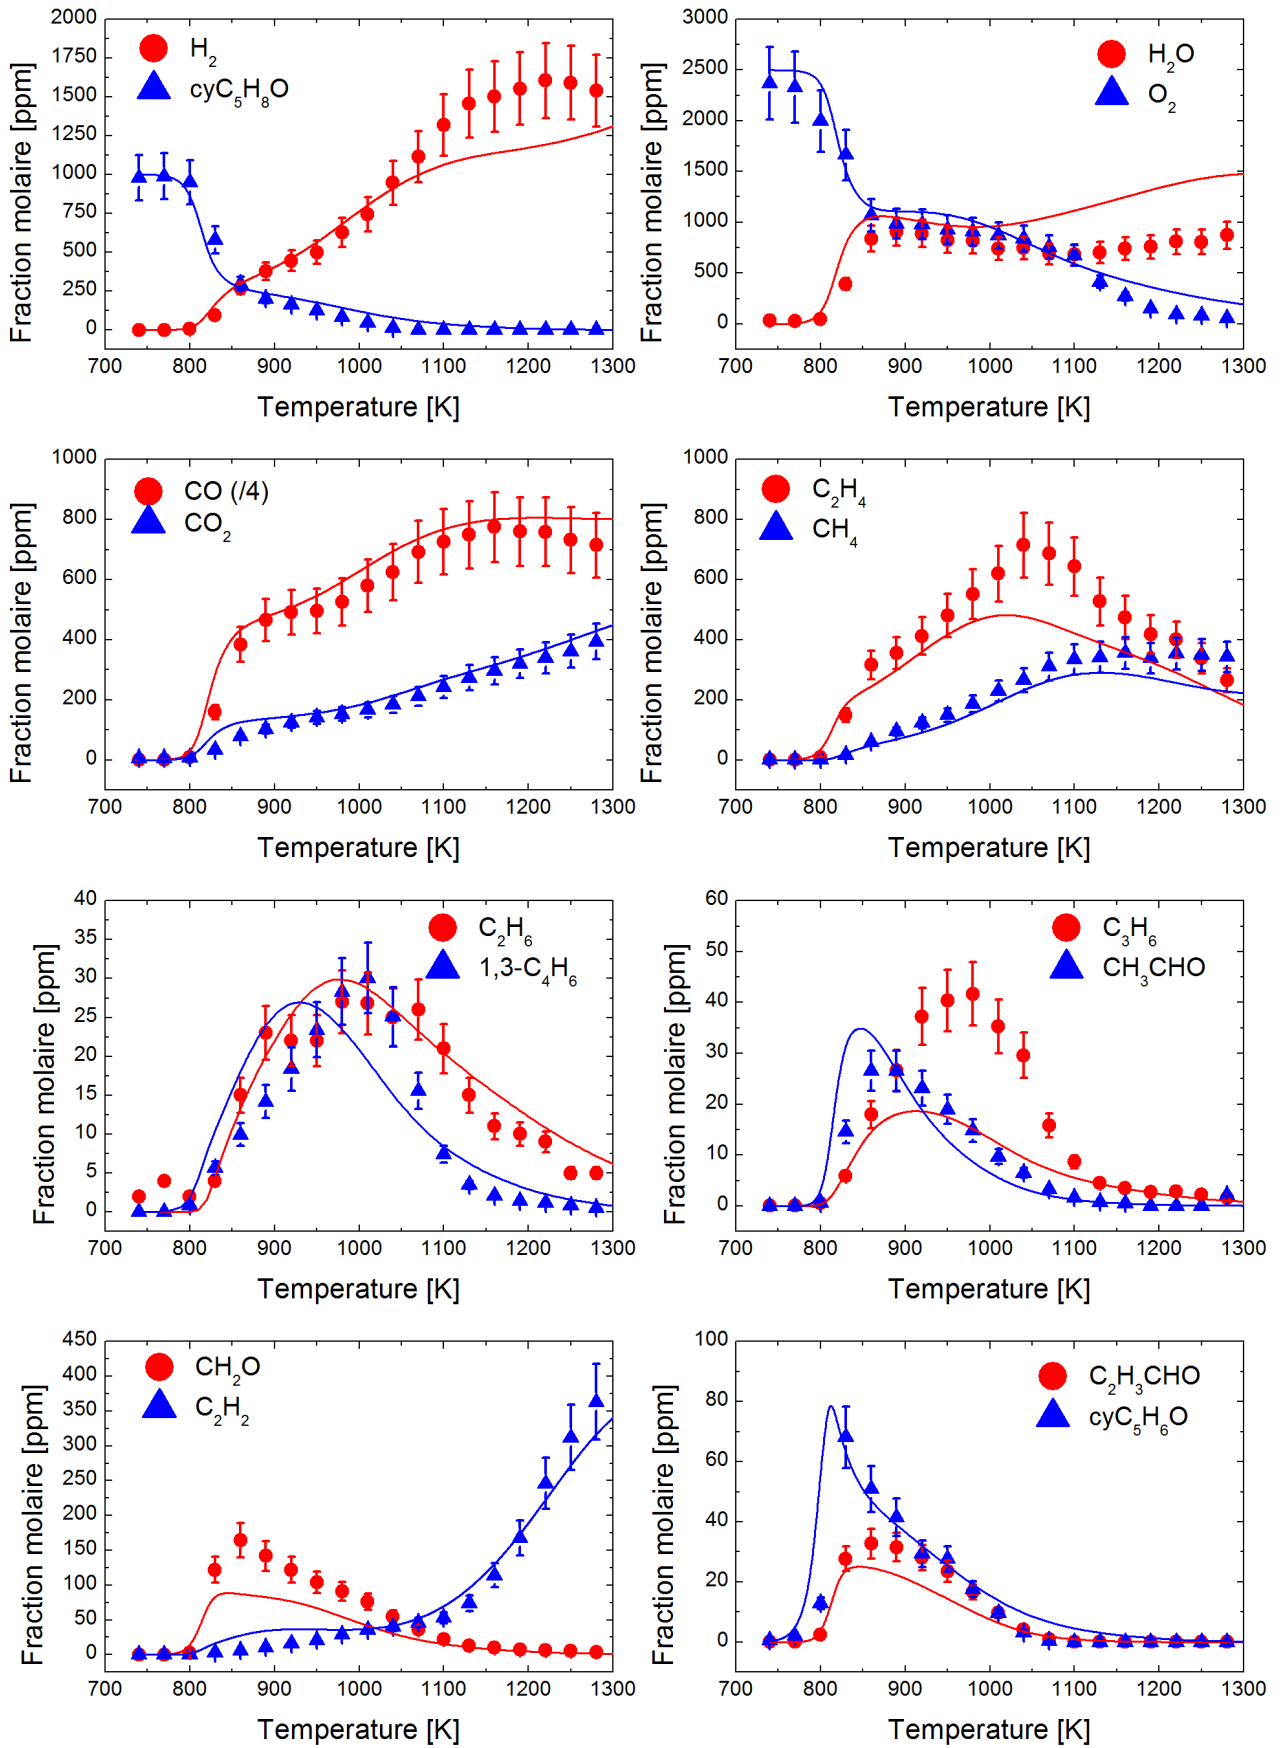 Fraction molaire [ppm]
2000
1750
1500
1250
1000
750
500
250
0
H₂
cyC₅H₈O
700 800 900 1000 1100 1200 1300
Temperature [K]
Fraction molaire [ppm]
3000
2500
2000
1500
1000
500
0
H₂O
O₂
700 800 900 1000 1100 1200 1300
Temperature [K]
Fraction molaire [ppm]
1000
800
600
400
200
0
CO (/4)
CO₂
700 800 900 1000 1100 1200 1300
Temperature [K]
Fraction molaire [ppm]
1000
800
600
400
200
0
C₂H₄
CH₄
700 800 900 1000 1100 1200 1300
Temperature [K]
Fraction molaire [ppm]
40
35
30
25
20
15
10
5
0
C₂H₆
1,3-C₄H₆
700 800 900 1000 1100 1200 1300
Temperature [K]
Fraction molaire [ppm]
60
50
40
30
20
10
0
C₃H₆
CH₃CHO
700 800 900 1000 1100 1200 1300
Temperature [K]
Fraction molaire [ppm]
450
400
350
300
250
200
150
100
50
0
CH₂O
C₂H₂
700 800 900 1000 1100 1200 1300
Temperature [K]
Fraction molaire [ppm]
100
80
60
40
20
0
C₂H₃CHO
cyC₅H₆O
700 800 900 1000 1100 1200 1300
Temperature [K]